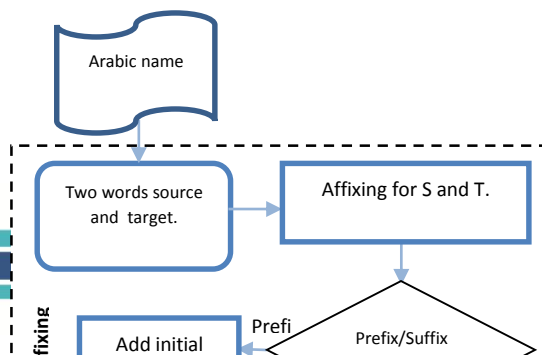 Arabic name
Two words source
and target.
Affixing for S and T.
Prefi
Prefix/Suffix
Add initial
fixing